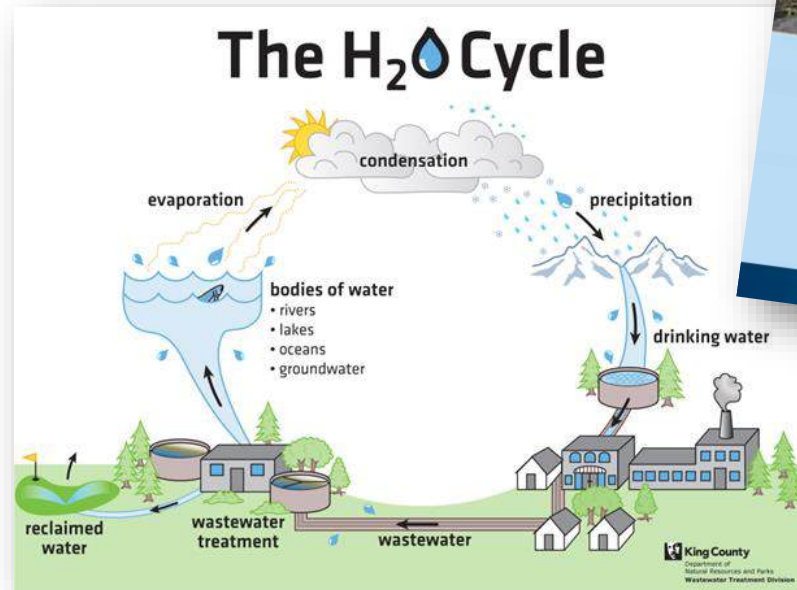 The H₂O Cycle
condensation
evaporation
precipitation
bodies of water
• rivers
• lakes
• oceans
• groundwater
drinking water
reclaimed
water
wastewater
treatment
wastewater
King County
Department of
Natural Resources and Parks
Wastewater Treatment Division